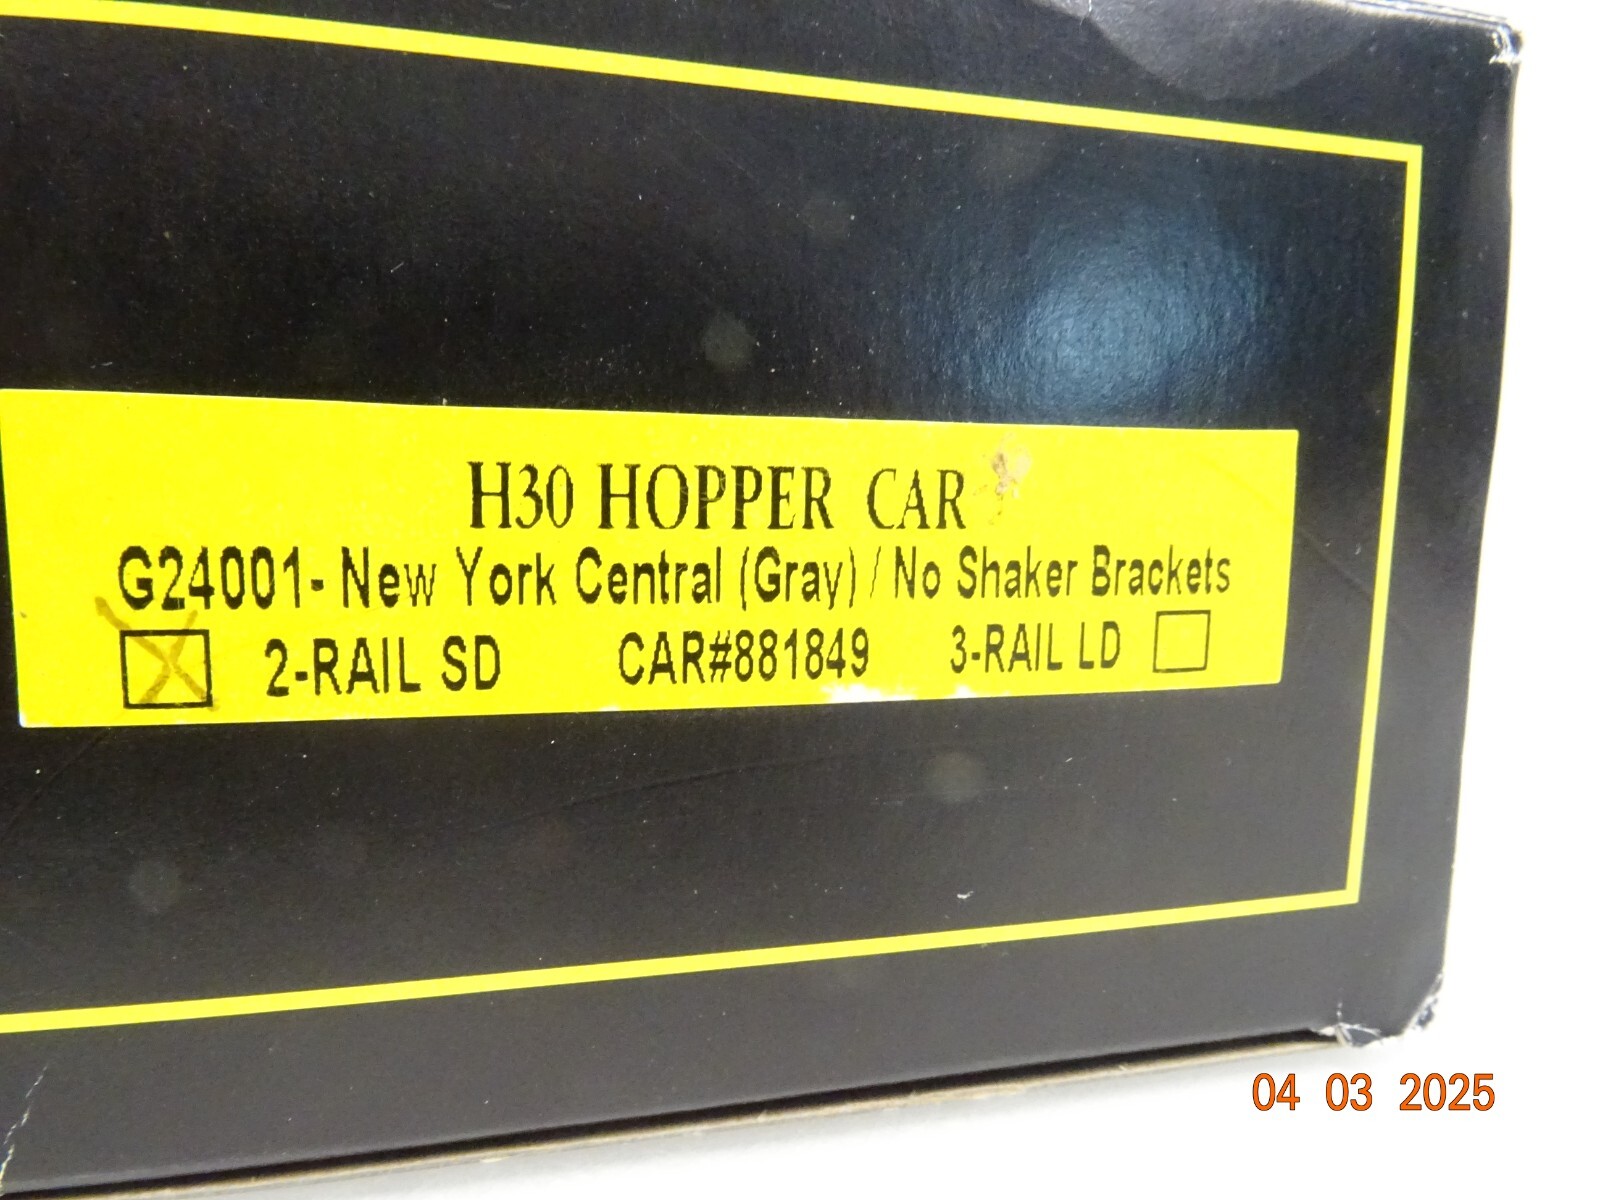 H30 HOPPER CAR
G24001- New York Central (Gray) / No Shaker Brackets
2-RAIL SD CAR#881849 3-RAIL LD
04 03 2025